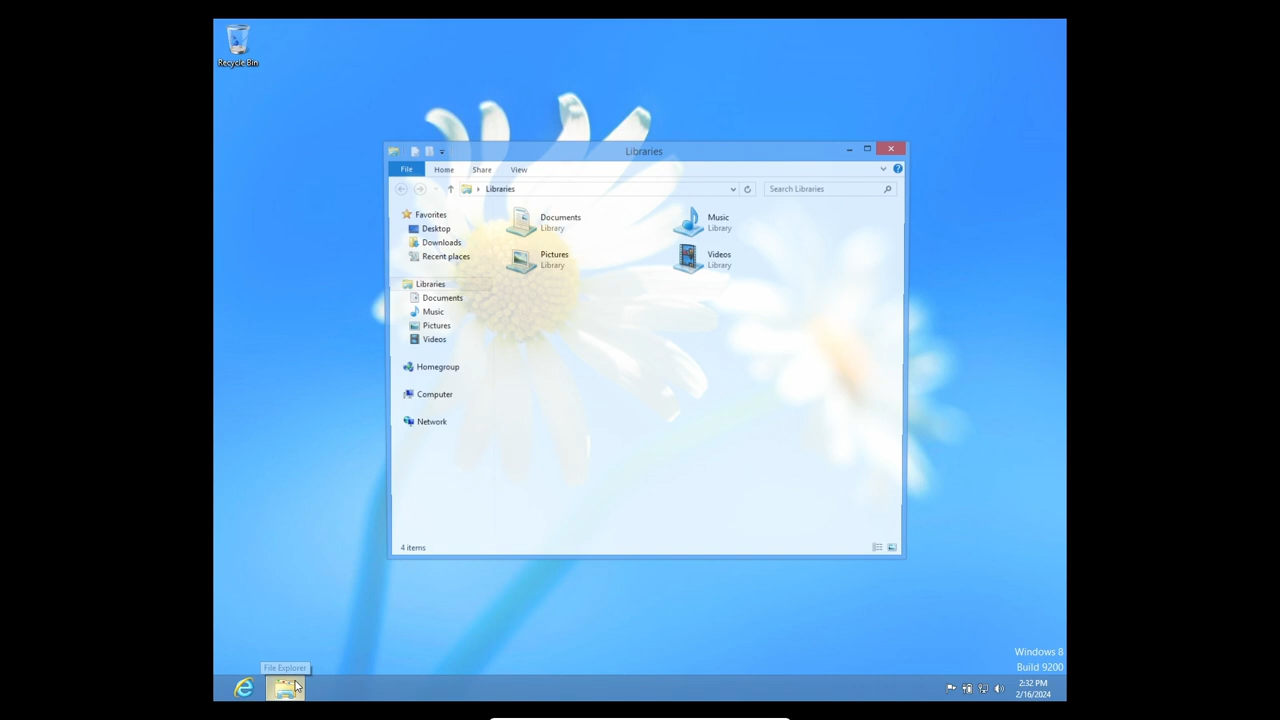 Recycle Bin
Libraries
File
Home
Share
View
Libraries
Search Libraries
Favorites
Desktop
Downloads
Recent places
Libraries
Documents
Music
Pictures
Videos
Homegroup
Computer
Network
Documents
Library
Music
Library
Pictures
Library
Videos
Library
4 items
Windows 8
Build 9200
File Explorer
2:32 PM
2/16/2024